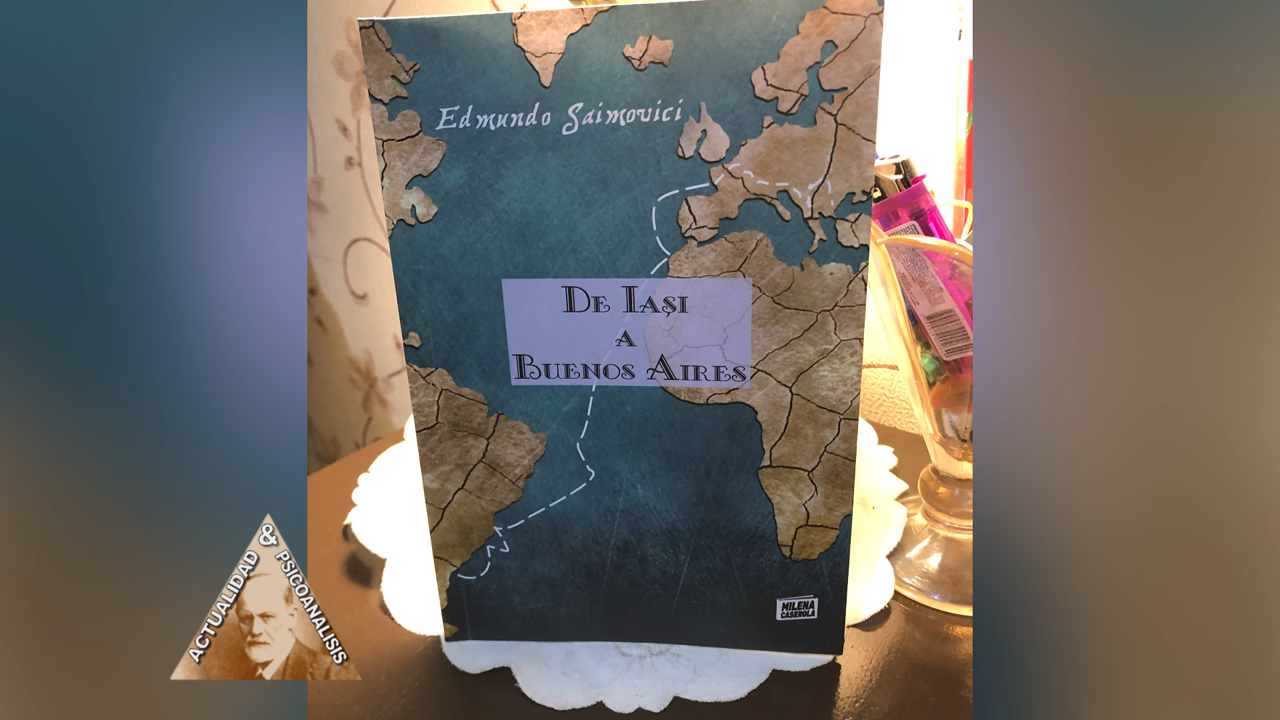 Edmundo Saimovici
De Iași
a
Buenos Aires
MILENA
CASEROLA
ACTUALIDAD & PSICOANALISIS